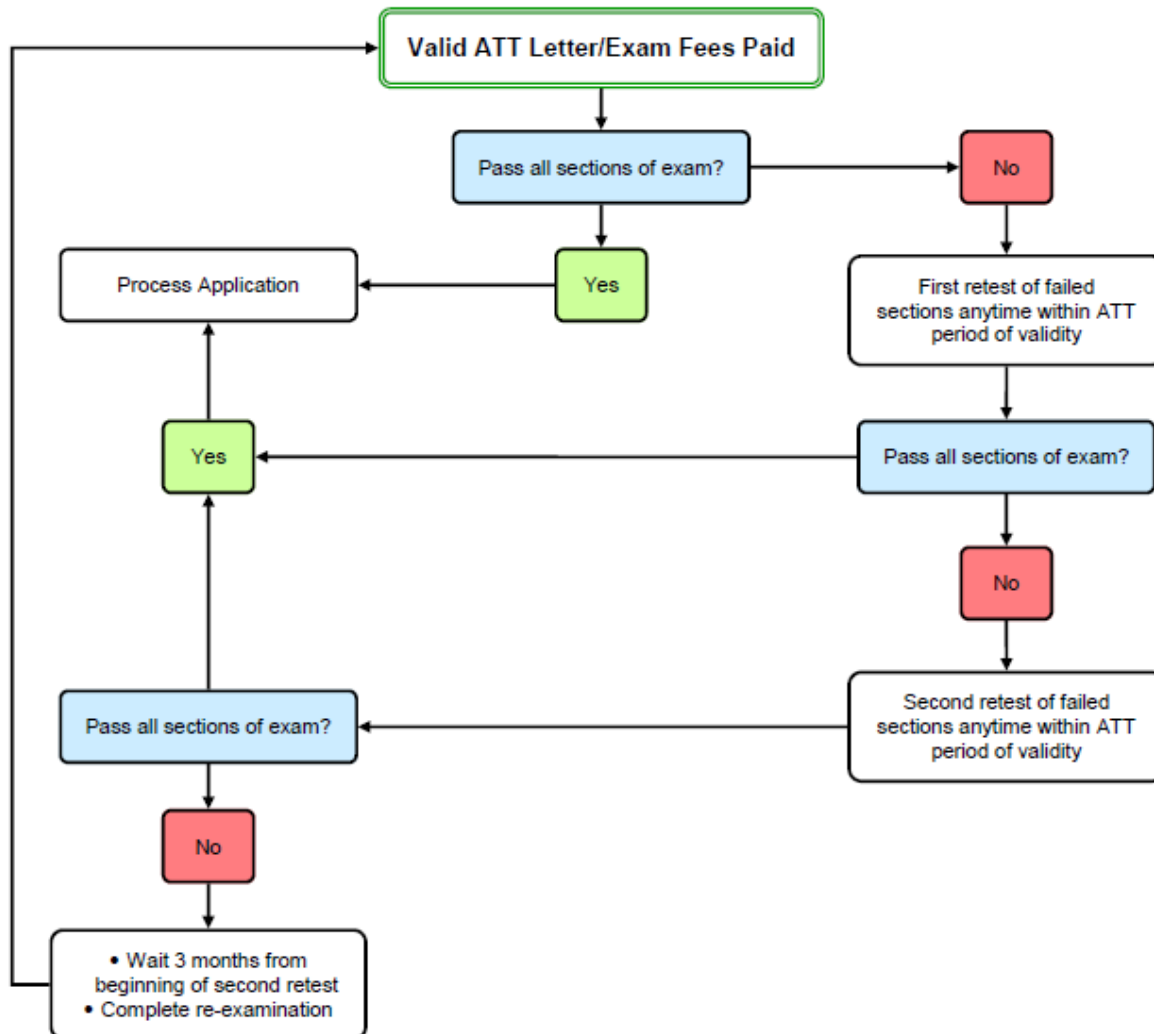 Valid ATT Letter/Exam Fees Paid
Pass all sections of exam?
No
Process Application
Yes
First retest of failed
sections anytime within ATT
period of validity
Yes
Pass all sections of exam?
No
Second retest of failed
sections anytime within ATT
period of validity
Pass all sections of exam?
No
• Wait 3 months from
beginning of second retest
• Complete re-examination